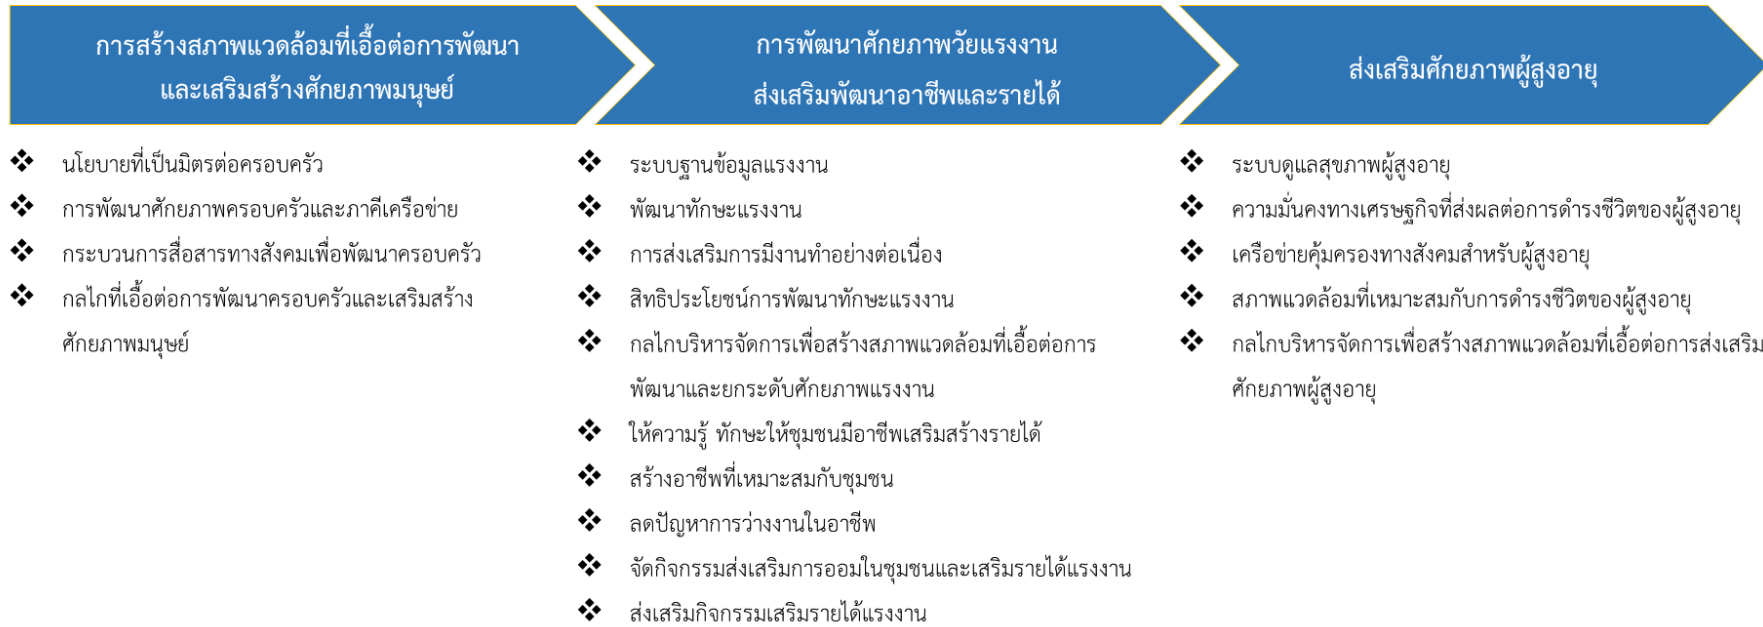 การสร้างสภาพแวดล้อมที่เอื้อต่อการพัฒนา
และเสริมสร้างศักยภาพมนุษย์
❖ นโยบายที่เป็นมิตรต่อครอบครัว
❖ การพัฒนาศักยภาพครอบครัวและภาคีเครือข่าย
❖ กระบวนการสื่อสารทางสังคมเพื่อพัฒนาครอบครัว
❖ กลไกที่เอื้อต่อการพัฒนาครอบครัวและเสริมสร้าง
ศักยภาพมนุษย์
การพัฒนาศักยภาพวัยแรงงาน
ส่งเสริมพัฒนาอาชีพและรายได้
❖ ระบบฐานข้อมูลแรงงาน
❖ พัฒนาทักษะแรงงาน
❖ การส่งเสริมการมีงานทำอย่างต่อเนื่อง
❖ สิทธิประโยชน์การพัฒนาทักษะแรงงาน
❖ กลไกบริหารจัดการเพื่อสร้างสภาพแวดล้อมที่เอื้อต่อการ
พัฒนาและยกระดับศักยภาพแรงงาน
❖ ให้ความรู้ ทักษะให้ชุมชนมีอาชีพเสริมสร้างรายได้
❖ สร้างอาชีพที่เหมาะสมกับชุมชน
❖ ลดปัญหาการว่างงานในอาชีพ
❖ จัดกิจกรรมส่งเสริมการออมในชุมชนและเสริมรายได้แรงงาน
❖ ส่งเสริมกิจกรรมเสริมรายได้แรงงาน
ส่งเสริมศักยภาพผู้สูงอายุ
❖ ระบบดูแลสุขภาพผู้สูงอายุ
❖ ความมั่นคงทางเศรษฐกิจที่ส่งผลต่อการดำรงชีวิตของผู้สูงอายุ
❖ เครือข่ายคุ้มครองทางสังคมสำหรับผู้สูงอายุ
❖ สภาพแวดล้อมที่เหมาะสมกับการดำรงชีวิตของผู้สูงอายุ
❖ กลไกบริหารจัดการเพื่อสร้างสภาพแวดล้อมที่เอื้อต่อการส่งเสริม
ศักยภาพผู้สูงอายุ